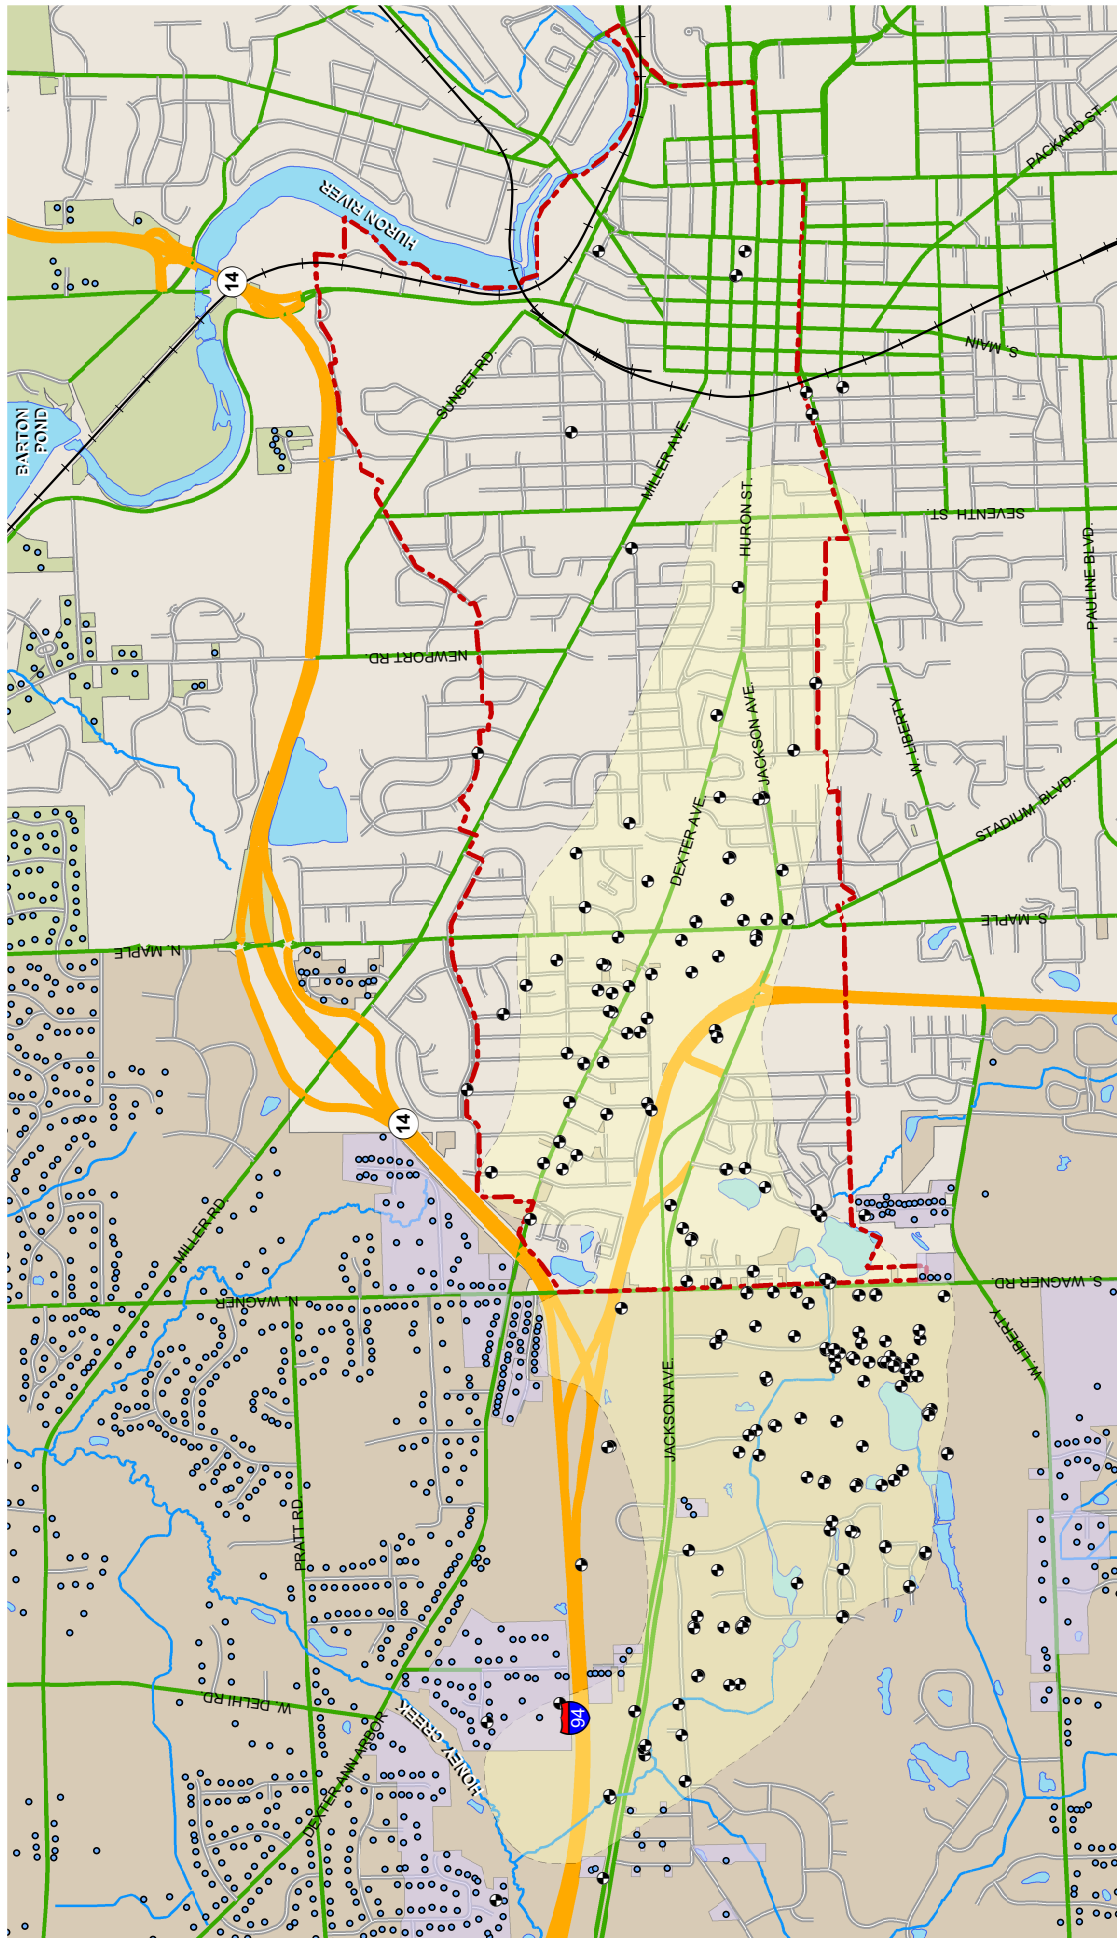 BARTON
POND
14
HURON RIVER
PACKARD ST.
S. MAIN
SUNSET RD.
MILLER AVE.
HURON ST.
SEVENTH ST.
PAULINE BLVD.
NEWPORT RD.
W. LIBERTY
JACKSON AVE.
DEXTER AVE.
STADIUM BLVD.
N. MAPLE
S. MAPLE
14
MILLER RD.
N. WAGNER
S. WAGNER RD.
W. LIBERTY
JACKSON AVE.
PRATT RD.
W. DELHI RD.
HONEY CREEK
94
DEXTER ANN ARBOR